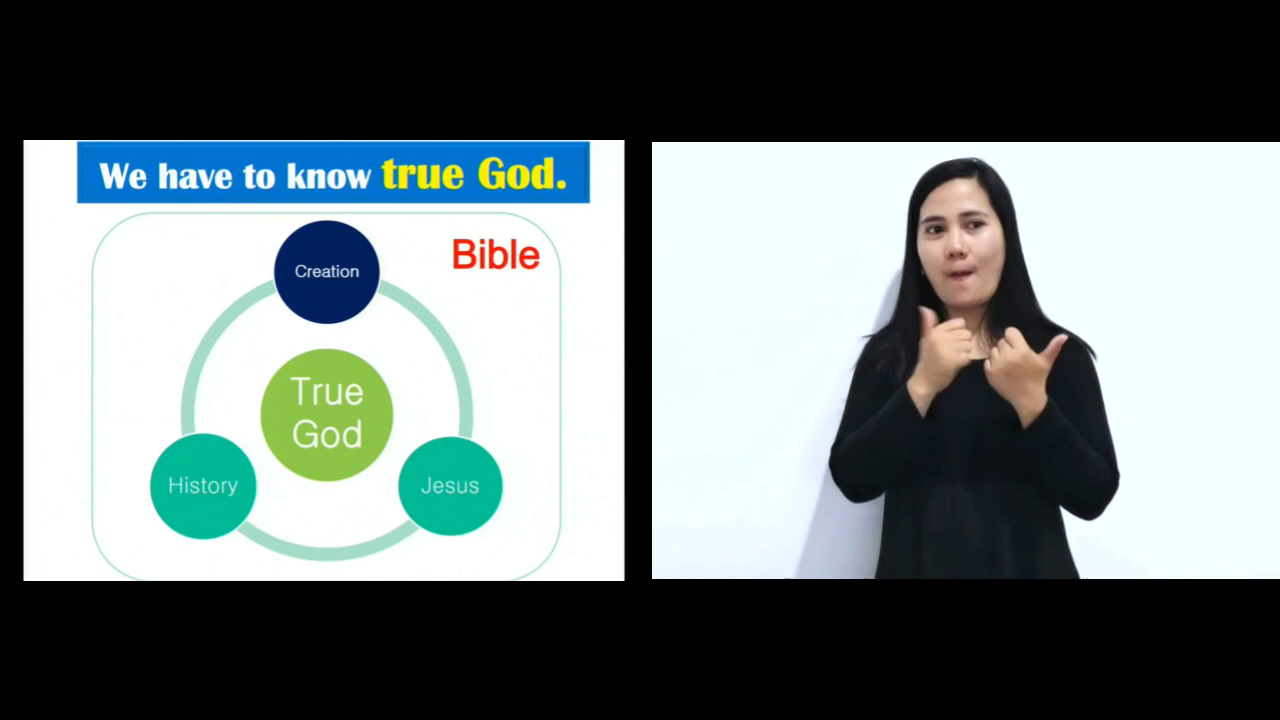 We have to know true God.
Bible
Creation
True
God
History
Jesus